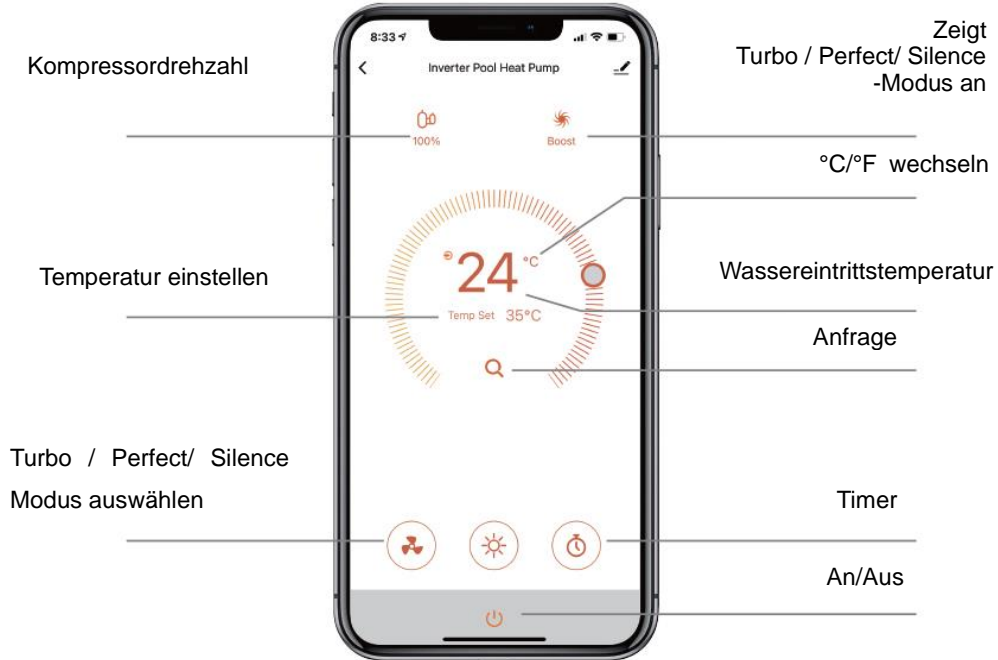 8:33
Inverter Pool Heat Pump
Kompressordrehzahl
Zeigt
Turbo / Perfect/ Silence
-Modus an
100%
Boost
°C/°F wechseln
24 °C
Temperatur einstellen
Wassereintrittstemperatur
Temp Set 35°C
Anfrage
Turbo / Perfect/ Silence
Modus auswählen
Timer
An/Aus